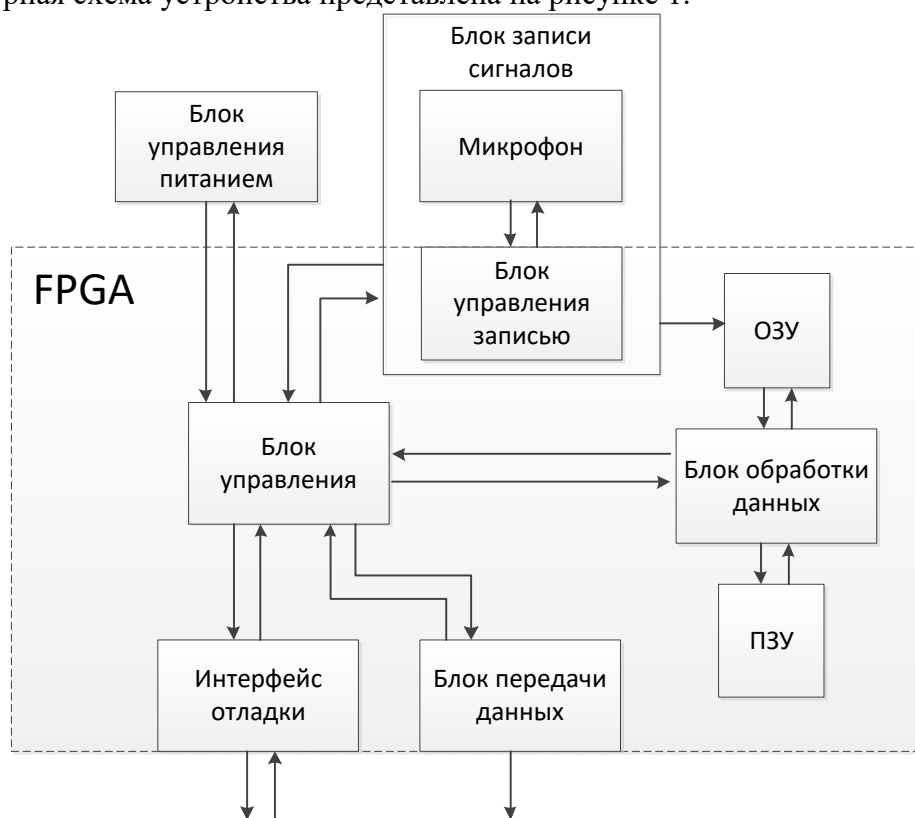 рная схема устройства представлена на рисунке 1.
Блок записи
сигналов
Блок
управления
питанием
Микрофон
FPGA
Блок
управления
записью
ОЗУ
Блок
управления
Блок обработки
данных
ПЗУ
Интерфейс
отладки
Блок передачи
данных